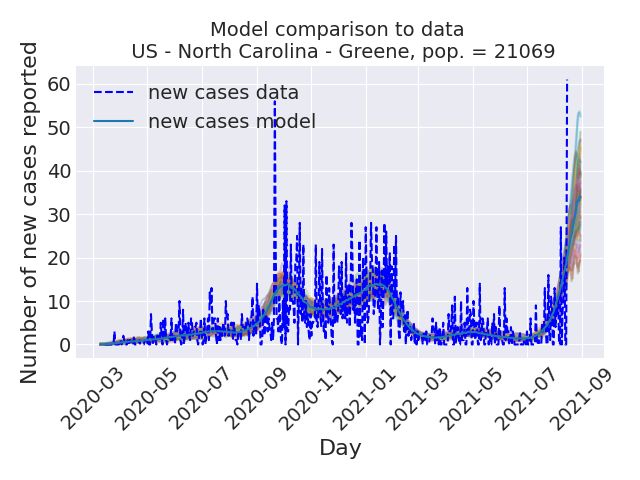 Model comparison to data
US - North Carolina - Greene, pop. = 21069
Number of new cases reported
60
50
40
30
20
10
0
new cases data
new cases model
2020-03
2020-05
2020-07
2020-09
2020-11
2021-01
2021-03
2021-05
2021-07
2021-09
Day